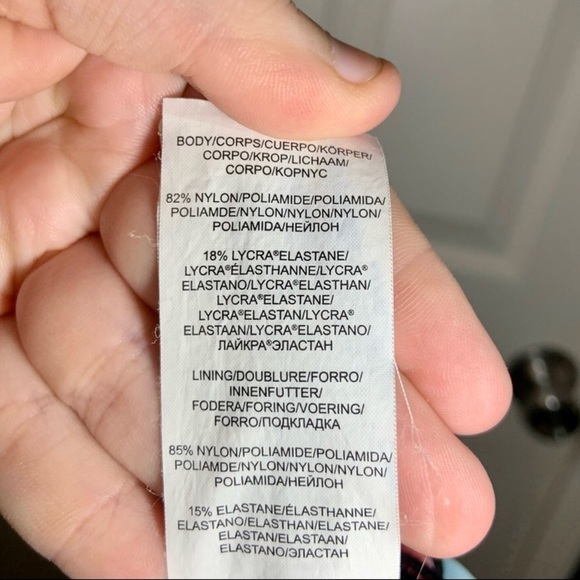 BODY/CORPS/CUERPO/KÖRPER/
CORPO/KROP/LICHAAM/
CORPO/КОРПУС
82% NYLON/POLIAMIDE/POLIAMIDA/
POLIAMDE/NYLON/NYLON/NYLON/
POLIAMIDA/НЕЙЛОН
18% LYCRA®ELASTANE/
LYCRA®ÉLASTHANNE/LYCRA®
ELASTANO/LYCRA®ELASTHAN/
LYCRA®ELASTANE/
LYCRA®ELASTAN/LYCRA®
ELASTAAN/LYCRA®ELASTANO/
ЛАЙКРА®ЭЛАСТАН
LINING/DOUBLURE/FORRO/
INNENFUTTER/
FODERA/FORING/VOERING/
FORRO/ПОДКЛАДКА
85% NYLON/POLIAMIDE/POLIAMIDA/
POLIAMDE/NYLON/NYLON/NYLON/
POLIAMIDA/НЕЙЛОН
15% ELASTANE/ÉLASTHANNE/
ELASTANO/ELASTHAN/ELASTANE/
ELASTAN/ELASTAAN/
ELASTANO/ЭЛАСТАН